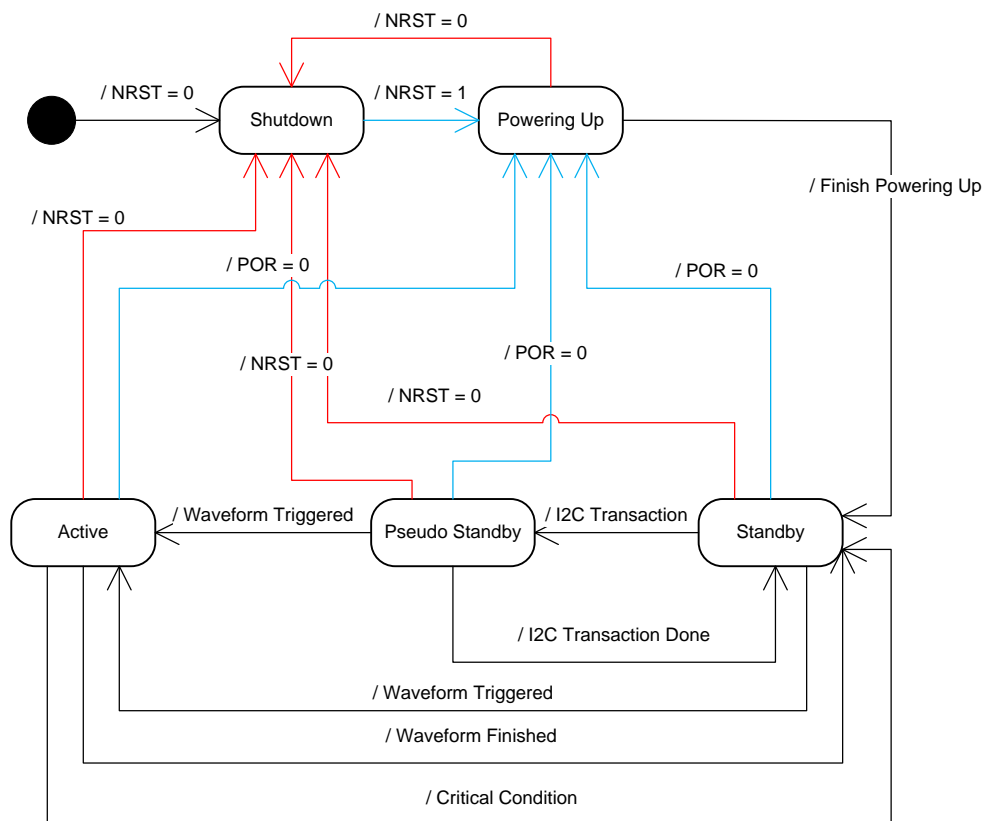 / NRST = 0
/ NRST = 0
/ NRST = 1
Shutdown
Powering Up
/ Finish Powering Up
/ NRST = 0
/ POR = 0
/ POR = 0
/ POR = 0
/ NRST = 0
/ NRST = 0
/ Waveform Triggered
/ I2C Transaction
Active
Pseudo Standby
Standby
/ I2C Transaction Done
/ Waveform Triggered
/ Waveform Finished
/ Critical Condition